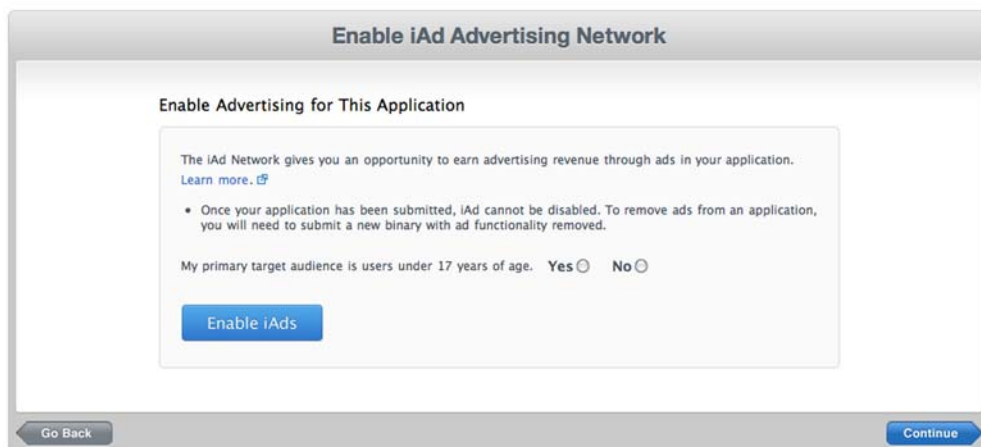 Enable iAd Advertising Network
Enable Advertising for This Application
The iAd Network gives you an opportunity to earn advertising revenue through ads in your application.
Learn more.
• Once your application has been submitted, iAd cannot be disabled. To remove ads from an application,
you will need to submit a new binary with ad functionality removed.
My primary target audience is users under 17 years of age. Yes No
Enable iAds
Go Back
Continue